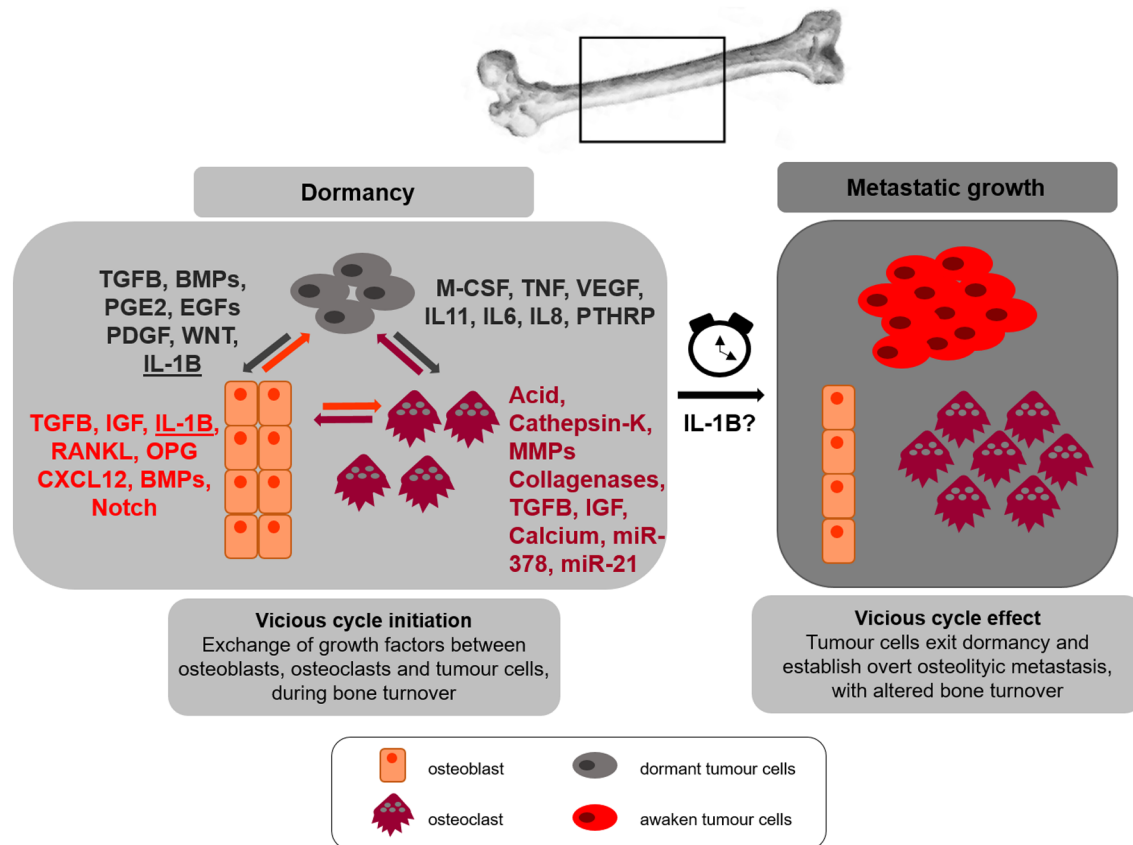 Dormancy
Metastatic growth
TGFB, BMPs,
PGE2, EGFs
PDGF, WNT,
IL-1B
M-CSF, TNF, VEGF,
IL11, IL6, IL8, PTHRP
TGFB, IGF, IL-1B,
RANKL, OPG
CXCL12, BMPs,
Notch
Acid,
Cathepsin-K,
MMPs
Collagenases,
TGFB, IGF,
Calcium, miR-
378, miR-21
IL-1B?
Vicious cycle initiation
Exchange of growth factors between
osteoblasts, osteoclasts and tumour cells,
during bone turnover
Vicious cycle effect
Tumour cells exit dormancy and
establish overt osteolityic metastasis,
with altered bone turnover
osteoblast
dormant tumour cells
osteoclast
awaken tumour cells